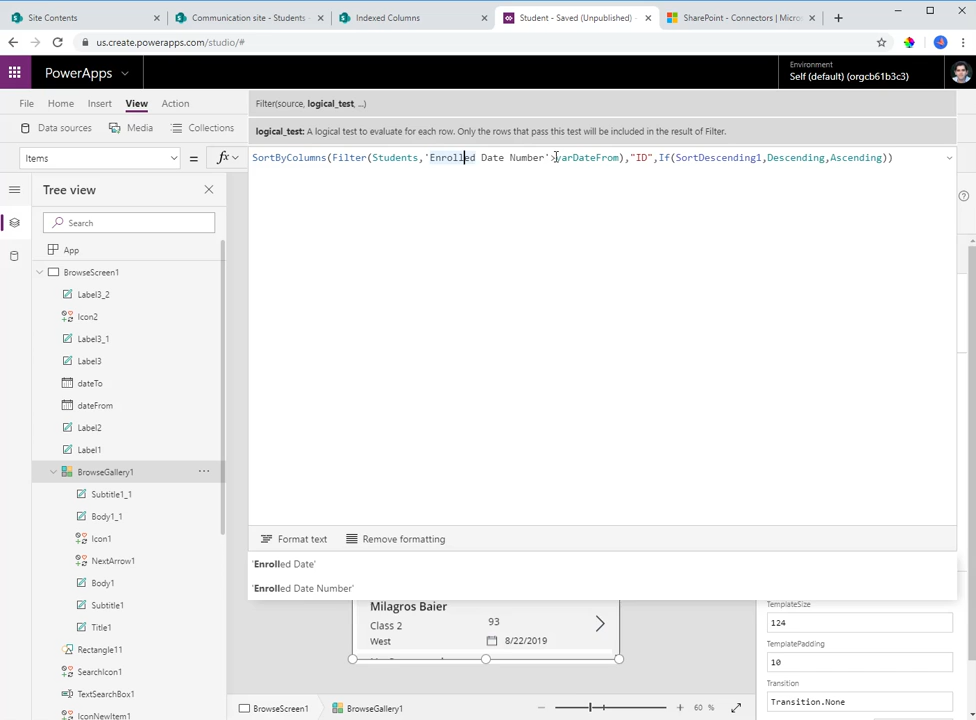 Site Contents
Communication site - Students -
Indexed Columns
Student - Saved (Unpublished) -
SharePoint - Connectors | Micro
us.create.powerapps.com/studio/#
PowerApps
Environment
Self (default) (orgcb61b3c3)
File Home Insert View Action
Filter(source, logical_test, ...)
Data sources Media Collections
logical_test: A logical test to evaluate for each row. Only the rows that pass this test will be included in the result of Filter.
Items = fx SortByColumns(Filter(Students,'Enrolled Date Number'>varDateFrom),"ID",If(SortDescending1,Descending,Ascending))
Tree view
Search
App
BrowseScreen1
Label3_2
Icon2
Label3_1
Label3
dateTo
dateFrom
Label2
Label1
BrowseGallery1 ...
Subtitle1_1
Body1_1
Icon1
NextArrow1
Body1
Subtitle1
Title1
Rectangle11
SearchIcon1
TextSearchBox1
IconNewItem1
Format text Remove formatting
'Enrolled Date'
'Enrolled Date Number'
Milagros Baier
Class 2 93
West 8/22/2019
TemplateSize
124
TemplatePadding
10
Transition
Transition.None
BrowseScreen1 BrowseGallery1 60 %